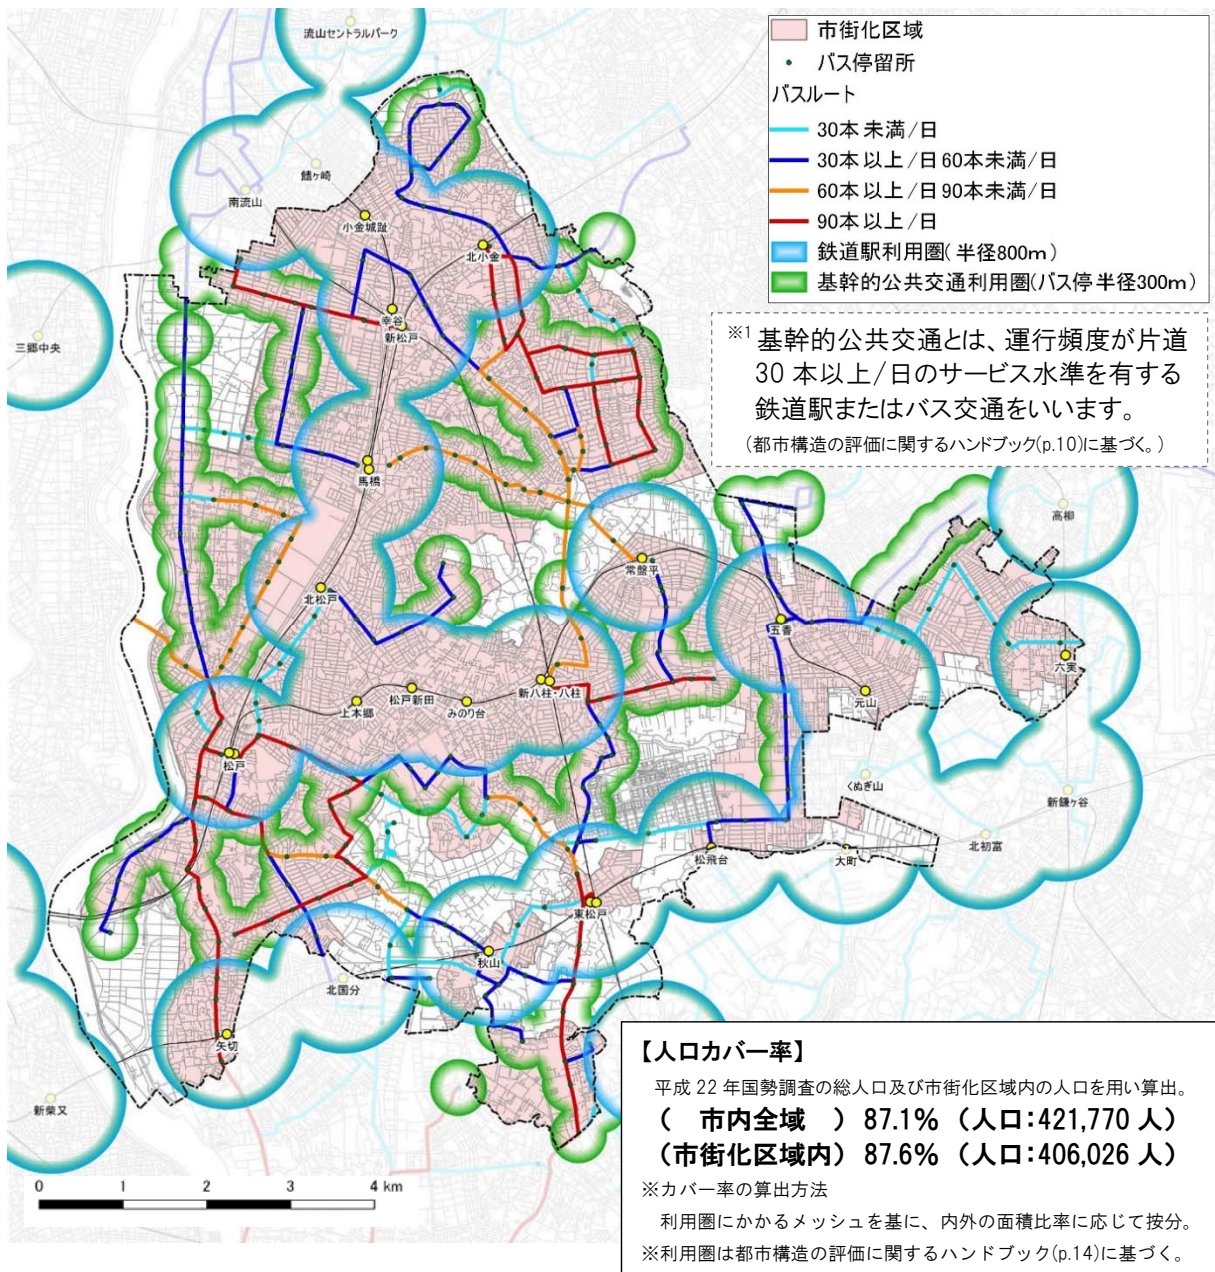 市街化区域
バス停留所
バスルート
30本未満/日
30本以上/日60本未満/日
60本以上/日90本未満/日
90本以上/日
鉄道駅利用圏(半径800m)
基幹的公共交通利用圏(バス停半径300m)
※1 基幹的公共交通とは、運行頻度が片道
30 本以上/日のサービス水準を有する
鉄道駅またはバス交通をいいます。
(都市構造の評価に関するハンドブック(p.10)に基づく。)
流山セントラルパーク
鰭ヶ崎
南流山
小金城趾
北小金
幸谷
新松戸
三郷中央
馬橋
高柳
常盤平
北松戸
五香
六実
元山
新八柱・八柱
松戸新田
みのり台
上本郷
松戸
くぬぎ山
新鎌ヶ谷
北初富
大町
松飛台
東松戸
秋山
北国分
矢切
新柴又
0 1 2 3 4 km
【人口カバー率】
平成 22 年国勢調査の総人口及び市街化区域内の人口を用い算出。
( 市内全域 ) 87.1% (人口:421,770 人)
(市街化区域内) 87.6% (人口:406,026 人)
※カバー率の算出方法
利用圏にかかるメッシュを基に、内外の面積比率に応じて按分。
※利用圏は都市構造の評価に関するハンドブック(p.14)に基づく。